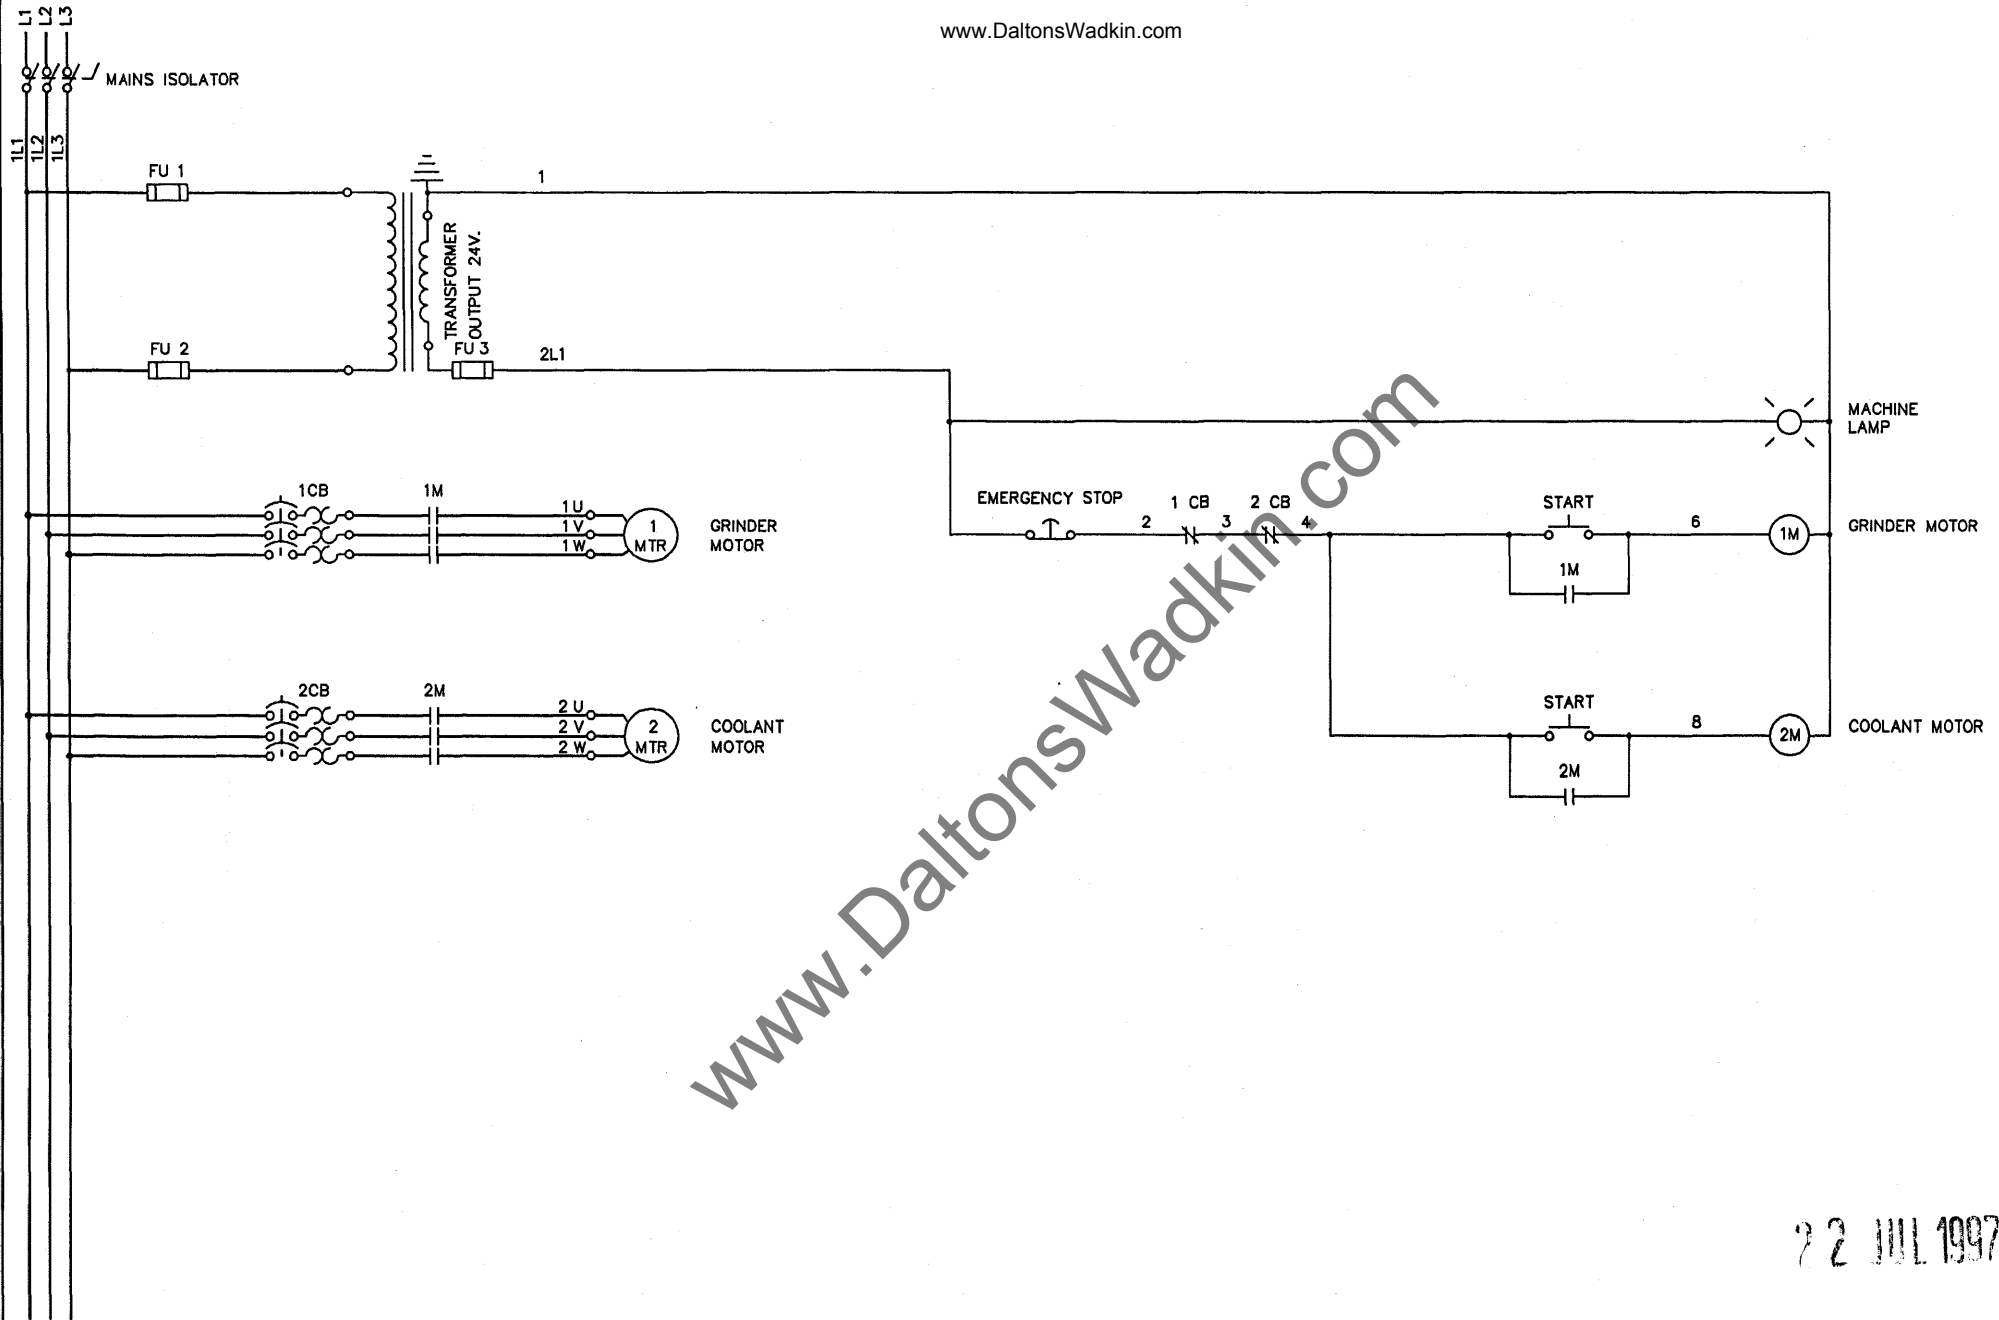 www.DaltonsWadkin.com
L1
L2
L3
MAINS ISOLATOR
1L1
1L2
1L3
FU 1
1
TRANSFORMER
OUTPUT 24V.
FU 2
FU 3
2L1
MACHINE
LAMP
1CB
1M
1U
1V
1W
1
MTR
GRINDER
MOTOR
EMERGENCY STOP
2
1 CB
3
2 CB
4
START
6
1M
1M
GRINDER MOTOR
2CB
2M
2U
2V
2W
2
MTR
COOLANT
MOTOR
START
8
2M
2M
COOLANT MOTOR
www.DaltonsWadkin.com
22 JUL 1997